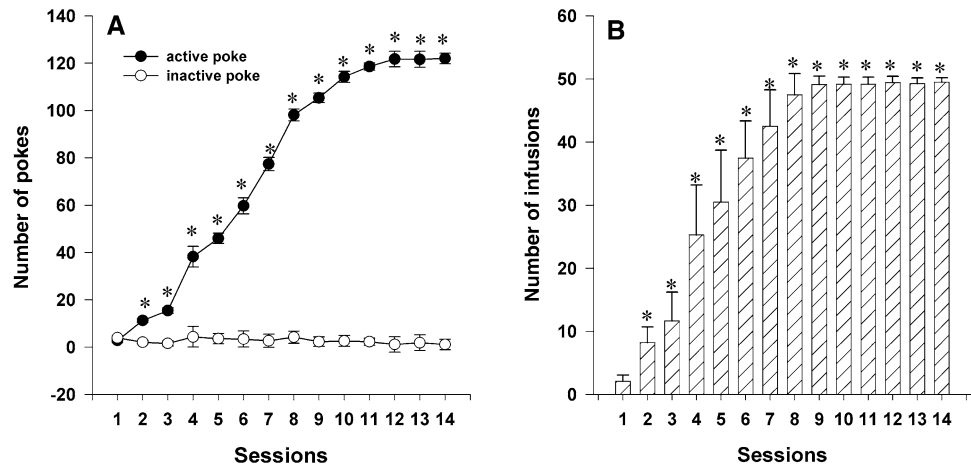 A
active poke
inactive poke
Number of pokes
140
120
100
80
60
40
20
0
-20
* * * * * * * * * * * * *
1 2 3 4 5 6 7 8 9 10 11 12 13 14
Sessions
B
Number of infusions
60
50
40
30
20
10
0
* * * * * * * * * * * * *
1 2 3 4 5 6 7 8 9 10 11 12 13 14
Sessions